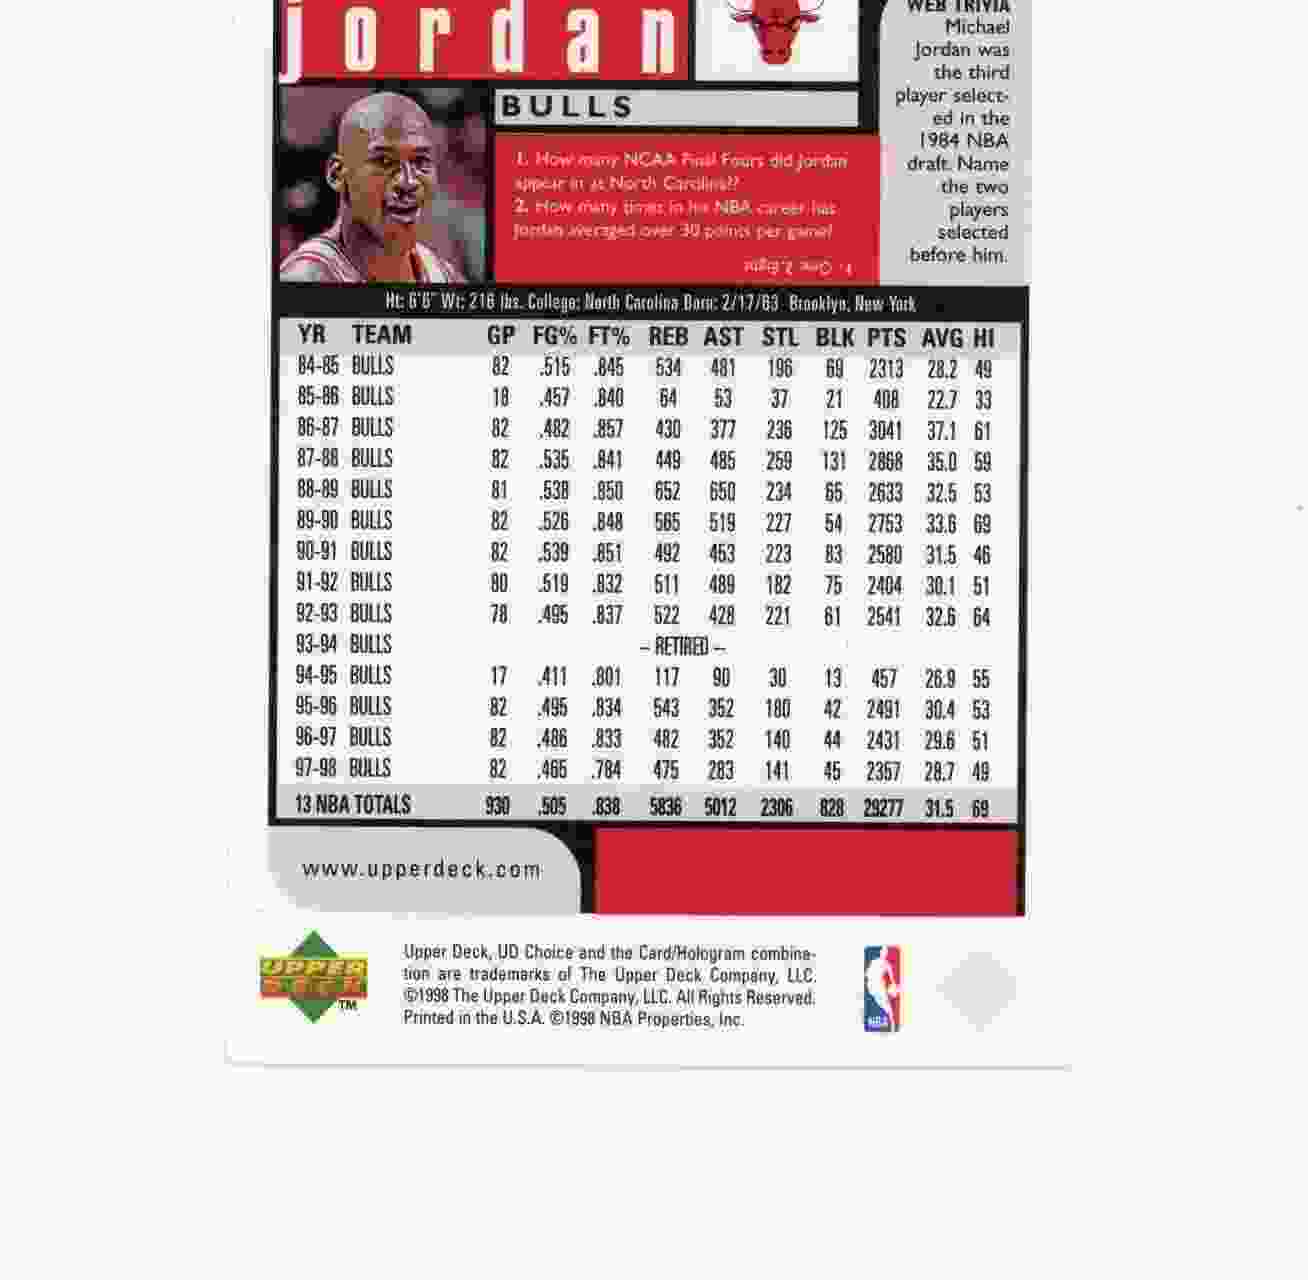 jordan
WEB TRIVIA
Michael
Jordan was
the third
player select-
ed in the
1984 NBA
draft. Name
the two
players
selected
before him.
BULLS
1. How many NCAA Final Fours did Jordan
appear in at North Carolina??
2. How many times in his NBA career has
Jordan averaged over 30 points per game?
1. One 2. Eight
Ht: 6'6" Wt: 216 lbs. College: North Carolina Born: 2/17/63 Brooklyn, New York
YR TEAM GP FG% FT% REB AST STL BLK PTS AVG HI
84-85 BULLS 82 .515 .845 534 481 196 69 2313 28.2 49
85-86 BULLS 18 .457 .840 64 53 37 21 408 22.7 33
86-87 BULLS 82 .482 .857 430 377 236 125 3041 37.1 61
87-88 BULLS 82 .535 .841 449 485 259 131 2868 35.0 59
88-89 BULLS 81 .538 .850 652 650 234 65 2633 32.5 53
89-90 BULLS 82 .526 .848 565 519 227 54 2753 33.6 69
90-91 BULLS 82 .539 .851 492 453 223 83 2580 31.5 46
91-92 BULLS 80 .519 .832 511 489 182 75 2404 30.1 51
92-93 BULLS 78 .495 .837 522 428 221 61 2541 32.6 64
93-94 BULLS – RETIRED –
94-95 BULLS 17 .411 .801 117 90 30 13 457 26.9 55
95-96 BULLS 82 .495 .834 543 352 180 42 2491 30.4 53
96-97 BULLS 82 .486 .833 482 352 140 44 2431 29.6 51
97-98 BULLS 82 .465 .784 475 283 141 45 2357 28.7 49
13 NBA TOTALS 930 .505 .838 5836 5012 2306 828 29277 31.5 69
www.upperdeck.com
UPPER
DECK
TM
Upper Deck, UD Choice and the Card/Hologram combina-
tion are trademarks of The Upper Deck Company, LLC.
©1998 The Upper Deck Company, LLC. All Rights Reserved.
Printed in the U.S.A. ©1998 NBA Properties, Inc.
NBA